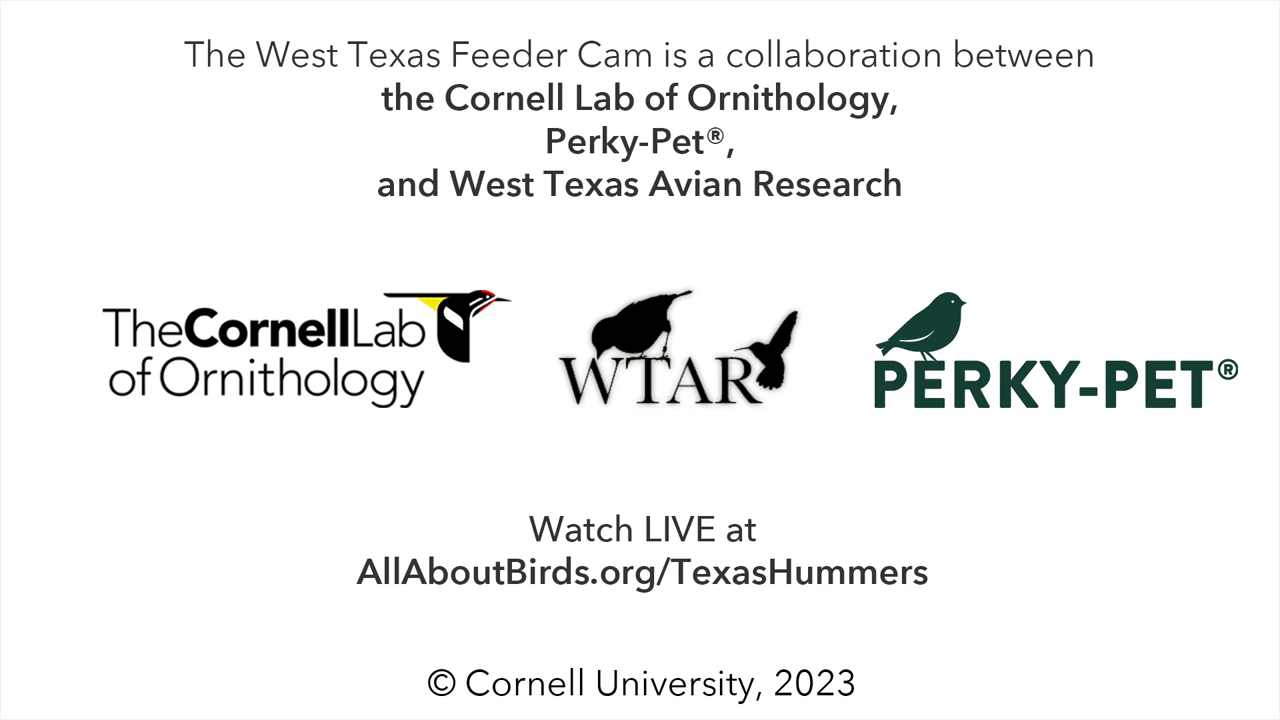 The West Texas Feeder Cam is a collaboration between
the Cornell Lab of Ornithology,
Perky-Pet®,
and West Texas Avian Research
TheCornellLab
of Ornithology
WTAR
PERKY-PET®
Watch LIVE at
AllAboutBirds.org/TexasHummers
© Cornell University, 2023